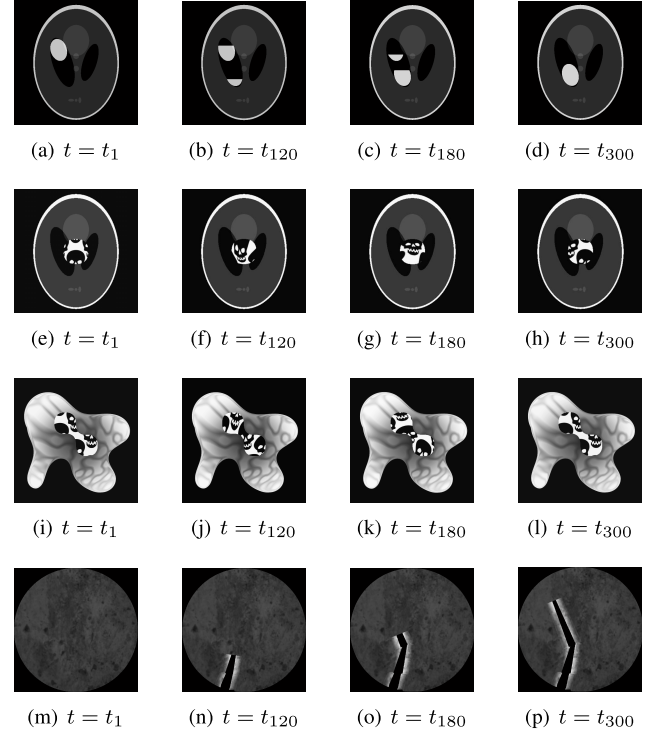 (a) t = t₁ (b) t = t₁₂₀ (c) t = t₁₈₀ (d) t = t₃₀₀
(e) t = t₁ (f) t = t₁₂₀ (g) t = t₁₈₀ (h) t = t₃₀₀
(i) t = t₁ (j) t = t₁₂₀ (k) t = t₁₈₀ (l) t = t₃₀₀
(m) t = t₁ (n) t = t₁₂₀ (o) t = t₁₈₀ (p) t = t₃₀₀